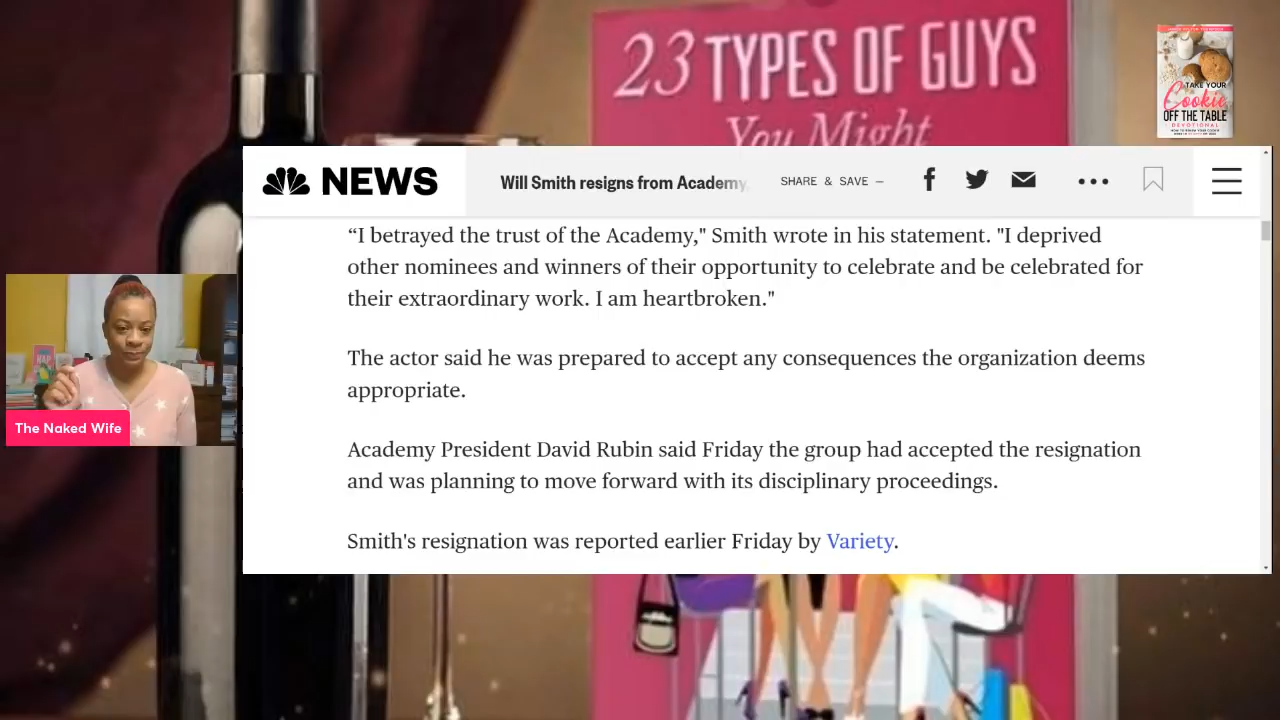 23 TYPES OF GUYS
You Might
TAKE YOUR
Cookie
OFF THE TABLE
DEVOTIONAL
NEWS
Will Smith resigns from Academy,
SHARE & SAVE —
“I betrayed the trust of the Academy," Smith wrote in his statement. "I deprived
other nominees and winners of their opportunity to celebrate and be celebrated for
their extraordinary work. I am heartbroken."
The actor said he was prepared to accept any consequences the organization deems
appropriate.
Academy President David Rubin said Friday the group had accepted the resignation
and was planning to move forward with its disciplinary proceedings.
Smith's resignation was reported earlier Friday by Variety.
The Naked Wife